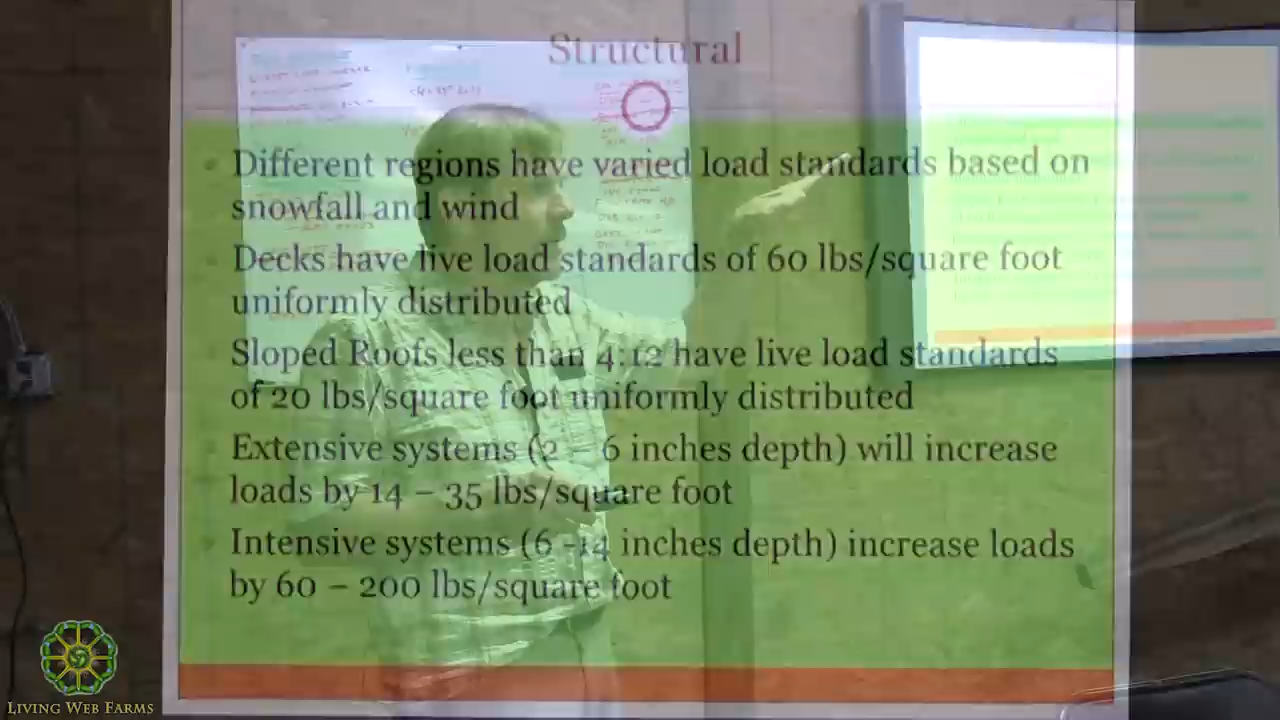 Structural
Different regions have varied load standards based on
snowfall and wind
Decks have live load standards of 60 lbs/square foot
uniformly distributed
Sloped Roofs less than 4:12 have live load standards
of 20 lbs/square foot uniformly distributed
Extensive systems (2 – 6 inches depth) will increase
loads by 14 – 35 lbs/square foot
Intensive systems (6 -14 inches depth) increase loads
by 60 – 200 lbs/square foot
LIVING WEB FARMS